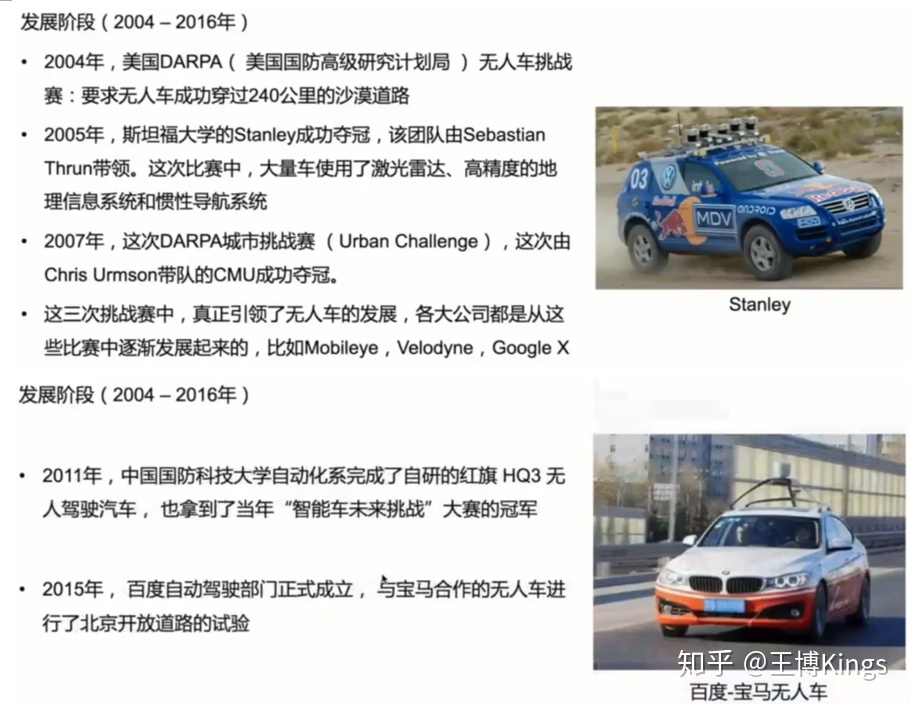 发展阶段（2004 – 2016年）
• 2004年，美国DARPA（ 美国国防高级研究计划局 ）无人车挑战
赛：要求无人车成功穿过240公里的沙漠道路
• 2005年，斯坦福大学的Stanley成功夺冠，该团队由Sebastian
Thrun带领。这次比赛中，大量车使用了激光雷达、高精度的地
理信息系统和惯性导航系统
• 2007年，这次DARPA城市挑战赛 （Urban Challenge），这次由
Chris Urmson带队的CMU成功夺冠。
• 这三次挑战赛中，真正引领了无人车的发展，各大公司都是从这
些比赛中逐渐发展起来的，比如Mobileye，Velodyne，Google X
03
Powered by
intel
Red Bull
MDV
ANDROID
Red Bull
MDV
Stanley
发展阶段（2004 – 2016年）
• 2011年，中国国防科技大学自动化系完成了自研的红旗 HQ3 无
人驾驶汽车， 也拿到了当年“智能车未来挑战”大赛的冠军
• 2015年， 百度自动驾驶部门正式成立， 与宝马合作的无人车进
行了北京开放道路的试验
知乎 @王博Kings
百度-宝马无人车